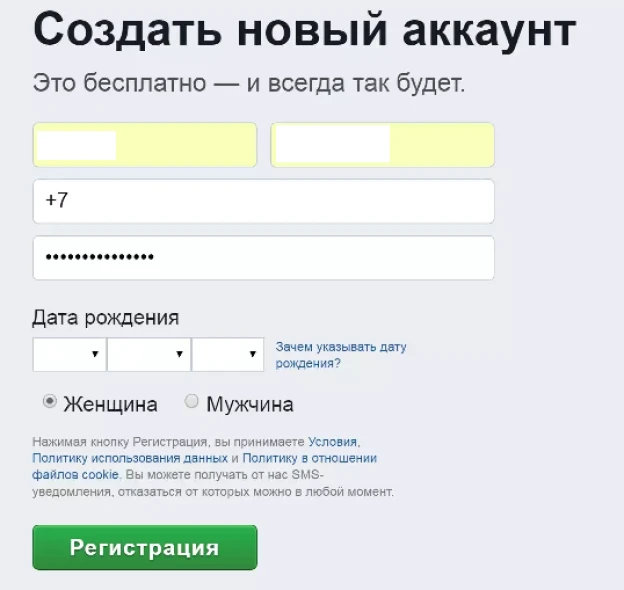 Создать новый аккаунт
Это бесплатно — и всегда так будет.
+7
•••••••••••••••
Дата рождения
Зачем указывать дату
рождения?
Женщина Мужчина
Нажимая кнопку Регистрация, вы принимаете Условия,
Политику использования данных и Политику в отношении
файлов cookie. Вы можете получать от нас SMS-
уведомления, отказаться от которых можно в любой момент.
Регистрация